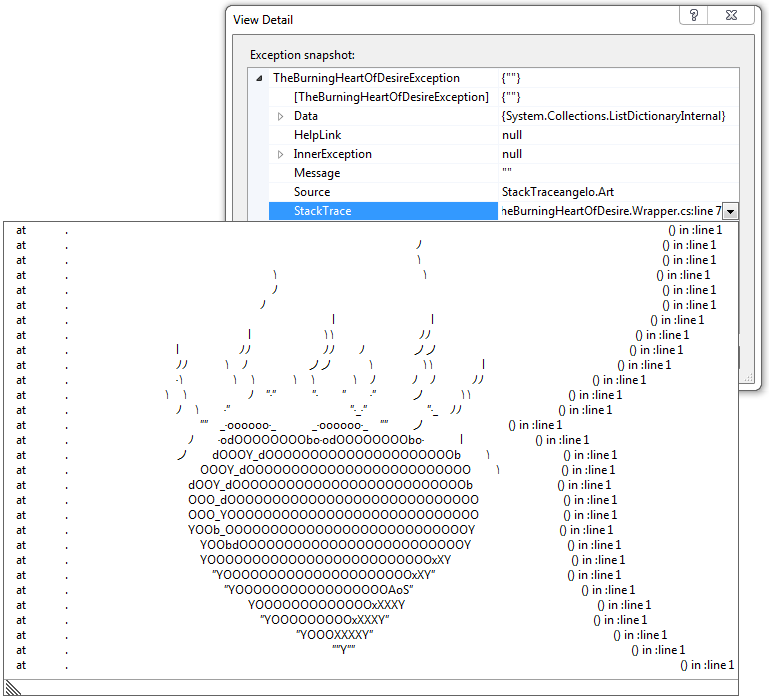 View Detail
Exception snapshot:
TheBurningHeartOfDesireException {""}
[TheBurningHeartOfDesireException] {""}
Data {System.Collections.ListDictionaryInternal}
HelpLink null
InnerException null
Message ""
Source StackTraceangelo.Art
StackTrace heBurningHeartOfDesire.Wrapper.cs:line 7
at . () in :line 1
at . / () in :line 1
at . \ () in :line 1
at . \ \ () in :line 1
at . / () in :line 1
at . / () in :line 1
at . | | () in :line 1
at . | \\ // () in :line 1
at . | // // / // () in :line 1
at . // \ / // \ \\ | () in :line 1
at . -\ \ \ \ \ \ / / / // () in :line 1
at . \ \ / "-" "- " -" / \\ () in :line 1
at . / \ -" "-_-" "-_ // () in :line 1
at . "" _-oooooo-_ _-oooooo-_ "" / () in :line 1
at . / -odOOOOOOOObo-odOOOOOOOObo- | () in :line 1
at . / dOOOY_dOOOOOOOOOOOOOOOOOOOOOb \ () in :line 1
at . OOOY_dOOOOOOOOOOOOOOOOOOOOOOOO \ () in :line 1
at . dOOY_dOOOOOOOOOOOOOOOOOOOOOOOOb () in :line 1
at . OOO_dOOOOOOOOOOOOOOOOOOOOOOOOOO () in :line 1
at . OOO_YOOOOOOOOOOOOOOOOOOOOOOOOOO () in :line 1
at . YOOb_OOOOOOOOOOOOOOOOOOOOOOOOOY () in :line 1
at . YOObdOOOOOOOOOOOOOOOOOOOOOOOOY () in :line 1
at . YOOOOOOOOOOOOOOOOOOOOOOOOxXY () in :line 1
at . "YOOOOOOOOOOOOOOOOOOOOOxXY" () in :line 1
at . "YOOOOOOOOOOOOOOOOOAoS" () in :line 1
at . YOOOOOOOOOOOOOxXXXY () in :line 1
at . "YOOOOOOOOOxXXXY" () in :line 1
at . "YOOOXXXXY" () in :line 1
at . ""Y"" () in :line 1
at . () in :line 1